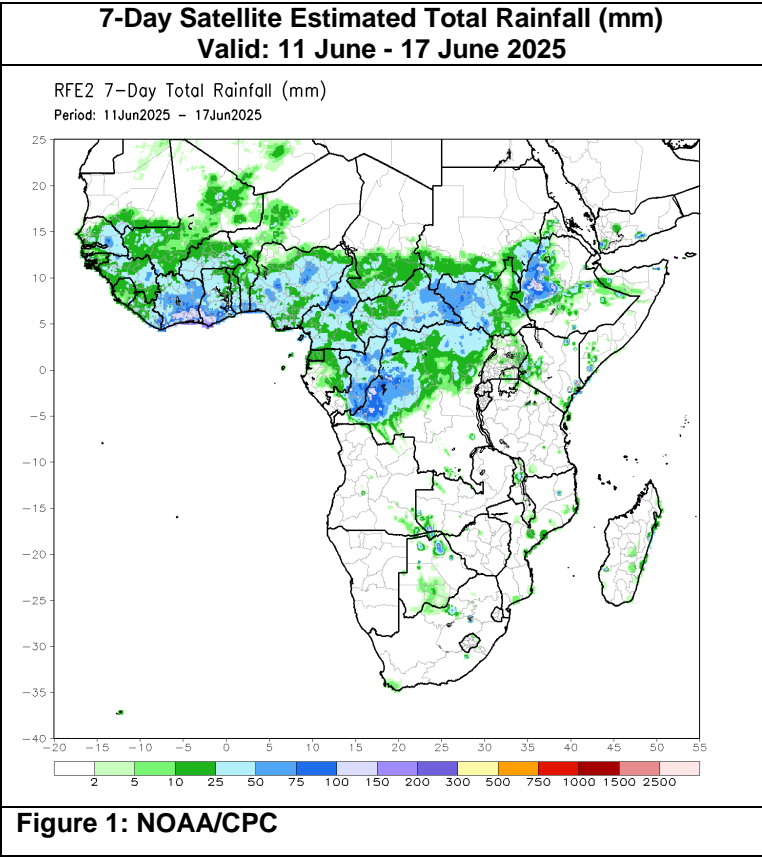 7-Day Satellite Estimated Total Rainfall (mm)
Valid: 11 June - 17 June 2025
RFE2 7-Day Total Rainfall (mm)
Period: 11Jun2025 - 17Jun2025
25
20
15
10
5
0
-5
-10
-15
-20
-25
-30
-35
-40
-20 -15 -10 -5 0 5 10 15 20 25 30 35 40 45 50 55
2 5 10 25 50 75 100 150 200 300 500 750 1000 1500 2500
Figure 1: NOAA/CPC